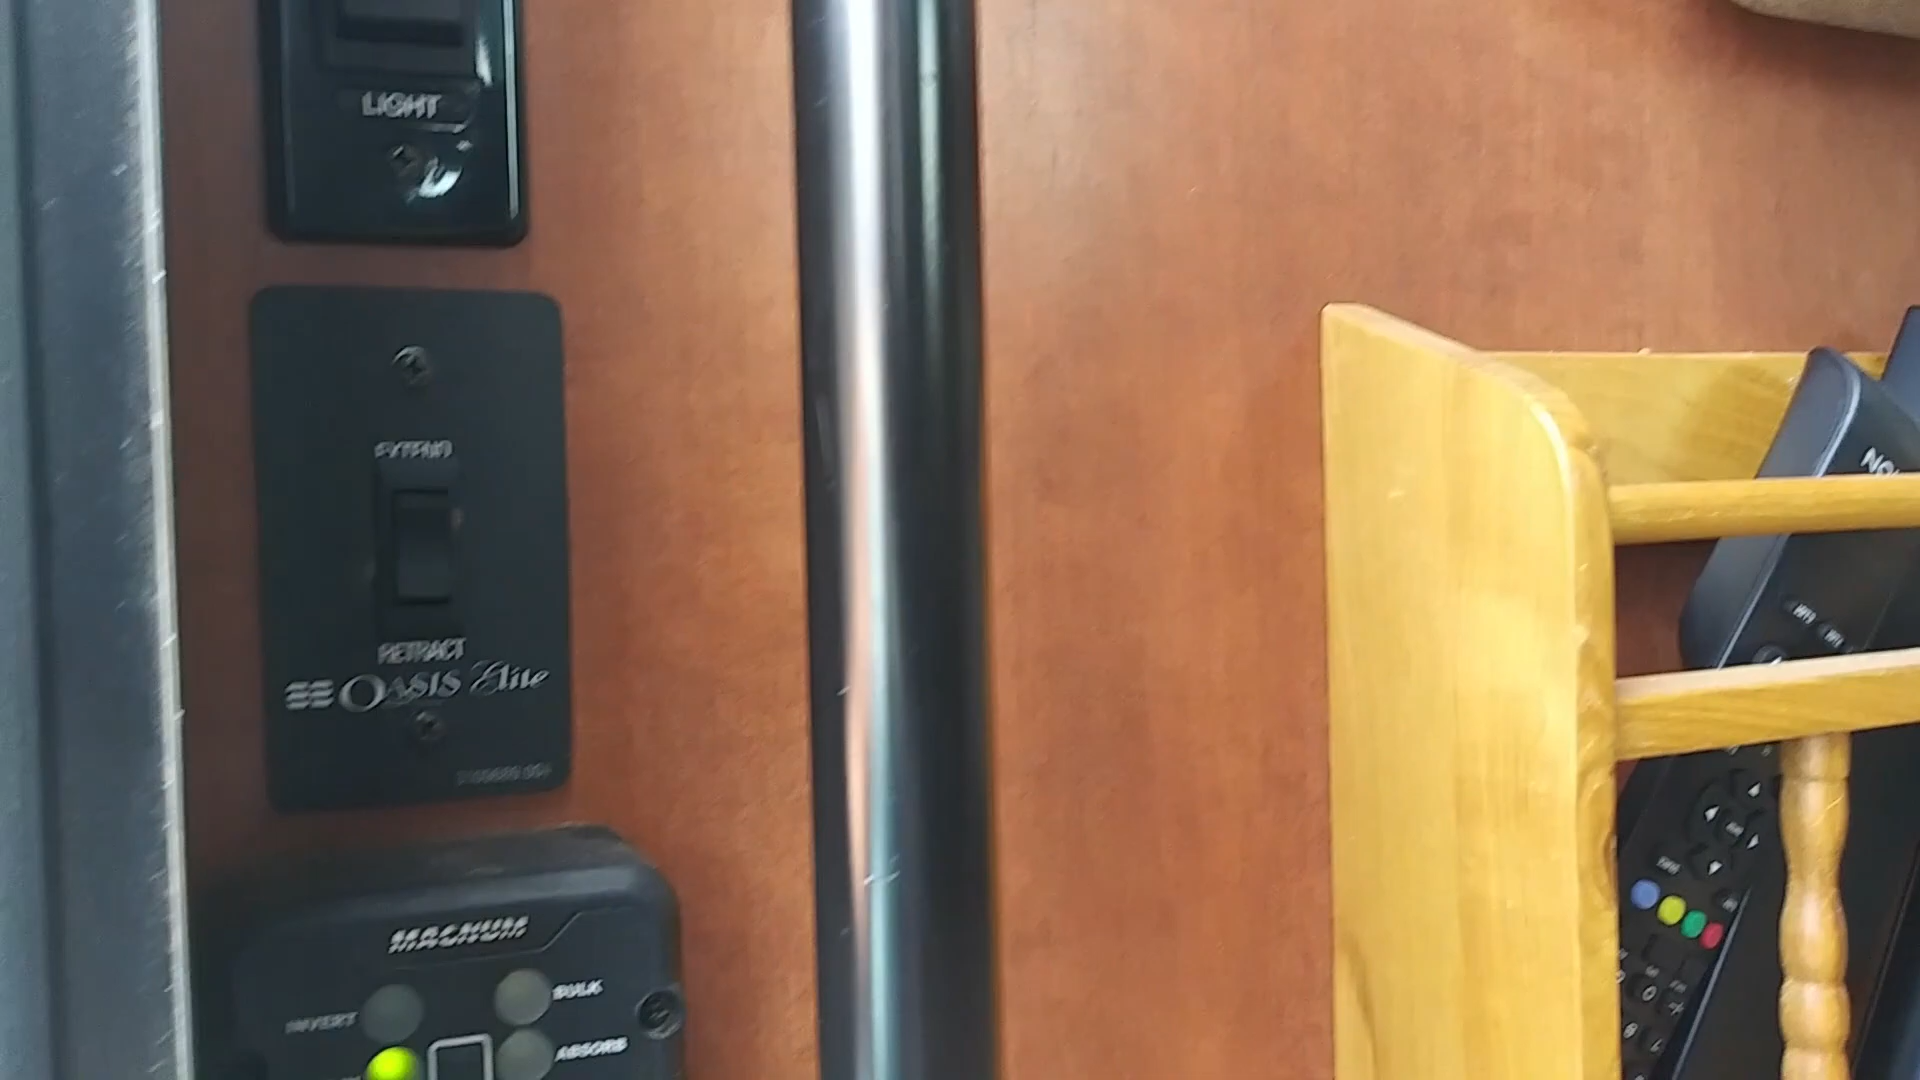 LIGHT
EXTEND
RETRACT
OASIS Elite
MAGNUM
INVERT
BULK
ABSORB